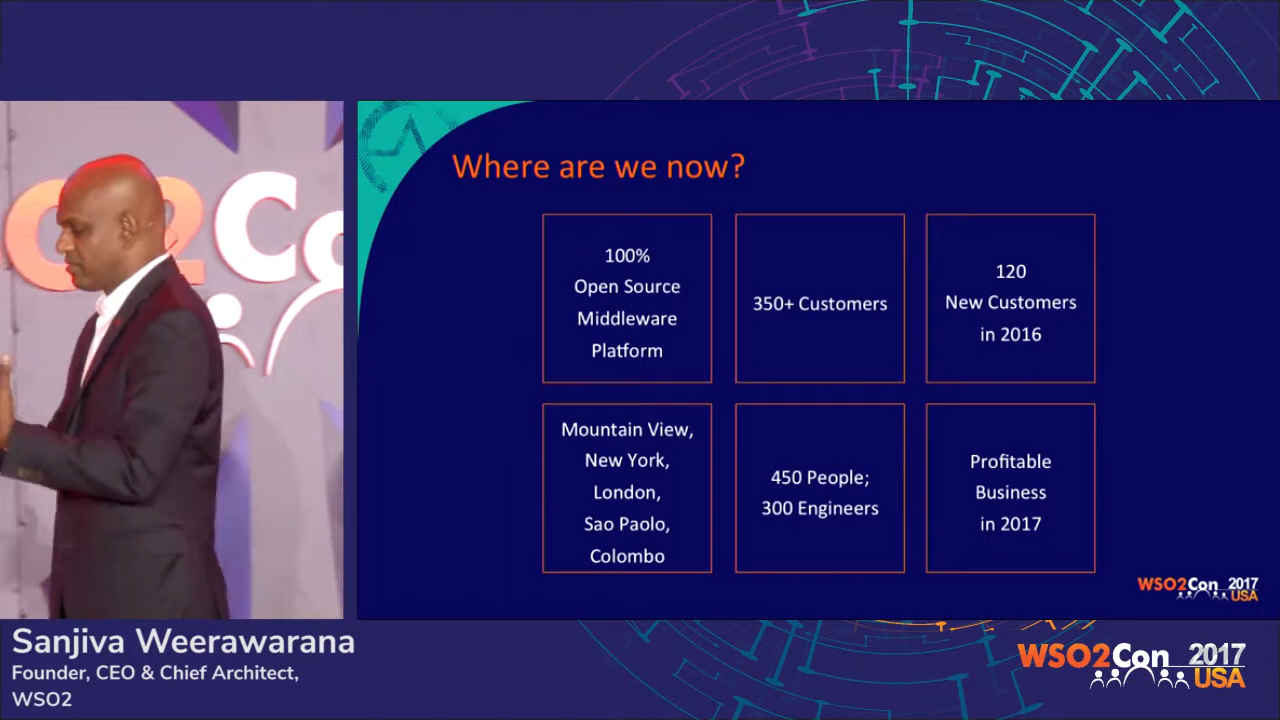 O2Co
Where are we now?
100%
Open Source
Middleware
Platform
350+ Customers
120
New Customers
in 2016
Mountain View,
New York,
London,
Sao Paolo,
Colombo
450 People;
300 Engineers
Profitable
Business
in 2017
WSO2Con 2017
USA
Sanjiva Weerawarana
Founder, CEO & Chief Architect,
WSO2
WSO2Con 2017
USA